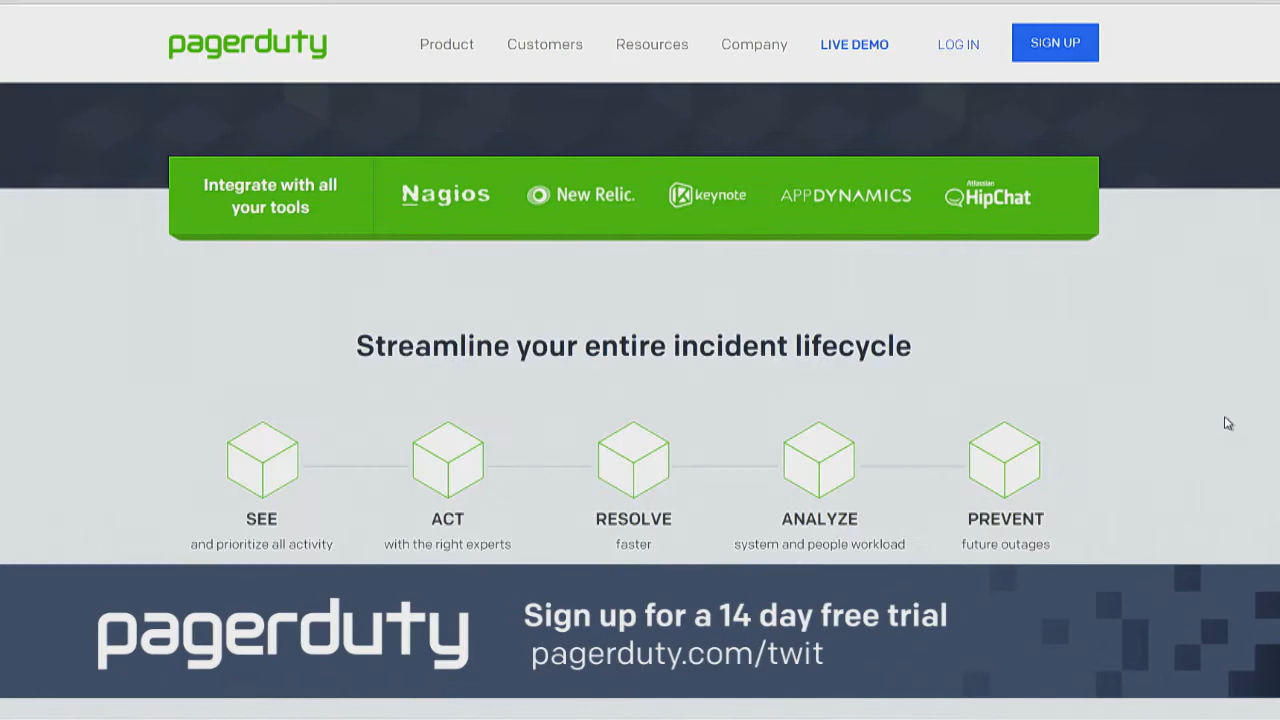 pagerduty
Product Customers Resources Company LIVE DEMO LOG IN SIGN UP
Integrate with all
your tools
Nagios New Relic. keynote APPDYNAMICS Atlassian HipChat
Streamline your entire incident lifecycle
SEE ACT RESOLVE ANALYZE PREVENT
and prioritize all activity with the right experts faster system and people workload future outages
pagerduty
Sign up for a 14 day free trial
pagerduty.com/twit